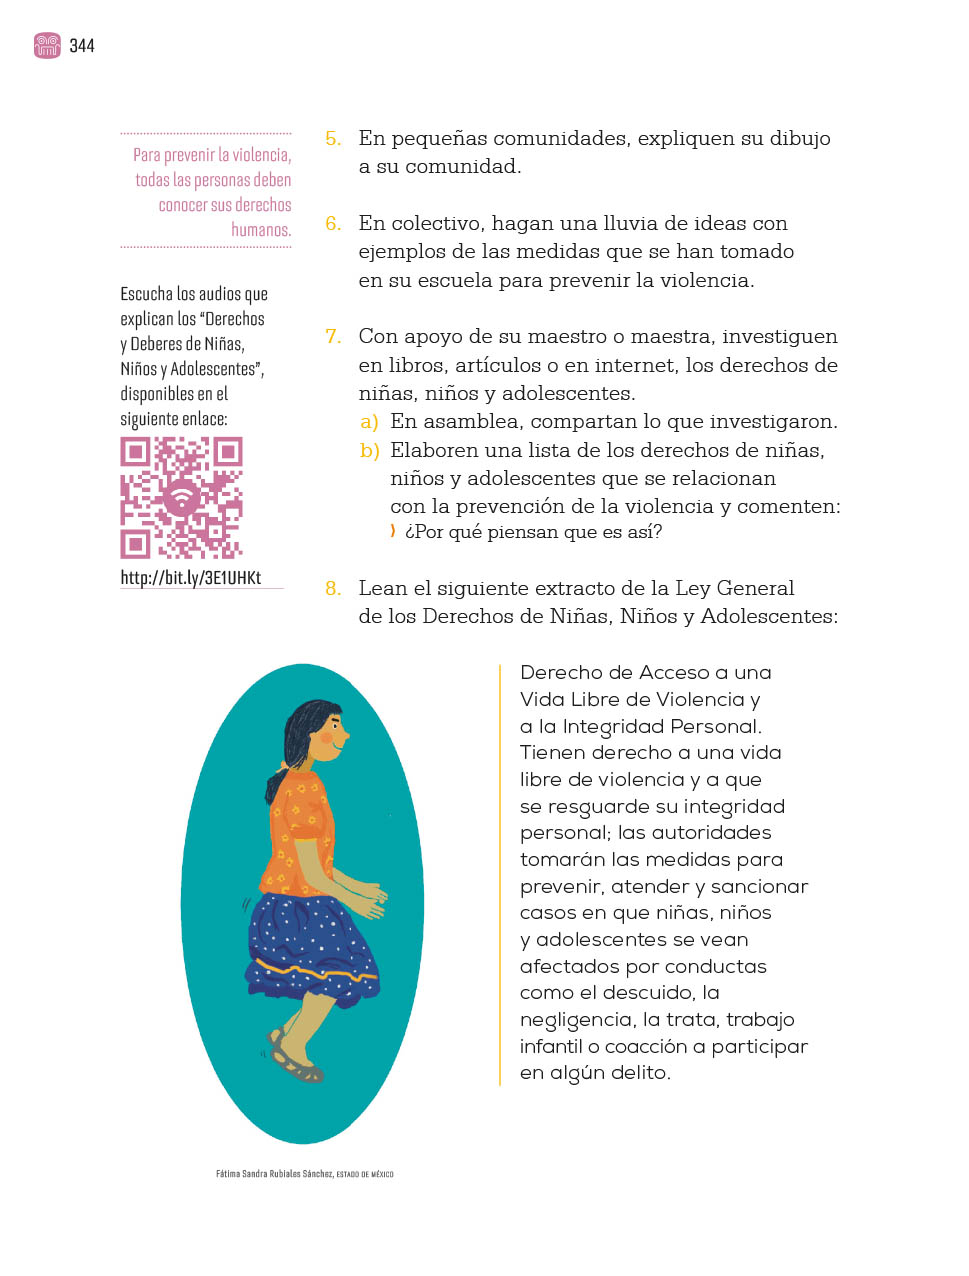 344
Para prevenir la violencia,
todas las personas deben
conocer sus derechos
humanos.
Escucha los audios que
explican los “Derechos
y Deberes de Niñas,
Niños y Adolescentes”,
disponibles en el
siguiente enlace:
http://bit.ly/3E1UHKt
5. En pequeñas comunidades, expliquen su dibujo
a su comunidad.
6. En colectivo, hagan una lluvia de ideas con
ejemplos de las medidas que se han tomado
en su escuela para prevenir la violencia.
7. Con apoyo de su maestro o maestra, investiguen
en libros, artículos o en internet, los derechos de
niñas, niños y adolescentes.
a) En asamblea, compartan lo que investigaron.
b) Elaboren una lista de los derechos de niñas,
niños y adolescentes que se relacionan
con la prevención de la violencia y comenten:
⟩ ¿Por qué piensan que es así?
8. Lean el siguiente extracto de la Ley General
de los Derechos de Niñas, Niños y Adolescentes:
Derecho de Acceso a una
Vida Libre de Violencia y
a la Integridad Personal.
Tienen derecho a una vida
libre de violencia y a que
se resguarde su integridad
personal; las autoridades
tomarán las medidas para
prevenir, atender y sancionar
casos en que niñas, niños
y adolescentes se vean
afectados por conductas
como el descuido, la
negligencia, la trata, trabajo
infantil o coacción a participar
en algún delito.
Fátima Sandra Rubiales Sánchez, ESTADO DE MÉXICO